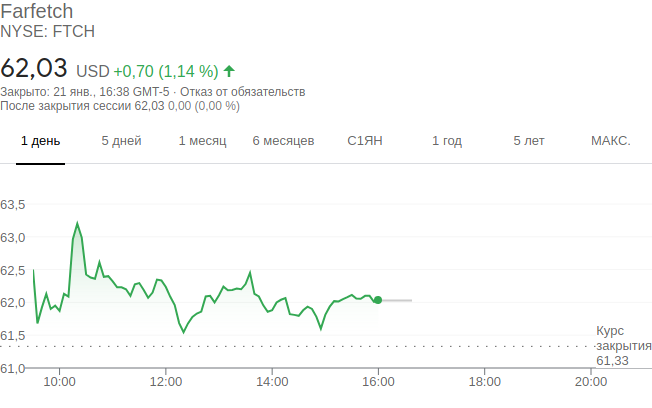 Farfetch
NYSE: FTCH
62,03 USD +0,70 (1,14 %)
Закрыто: 21 янв., 16:38 GMT-5 · Отказ от обязательств
После закрытия сессии 62,03 0,00 (0,00 %)
1 день 5 дней 1 месяц 6 месяцев С1ЯН 1 год 5 лет МАКС.
63,5
63,0
62,5
62,0
61,5
Курс
закрытия
61,33
61,0
10:00 12:00 14:00 16:00 18:00 20:00